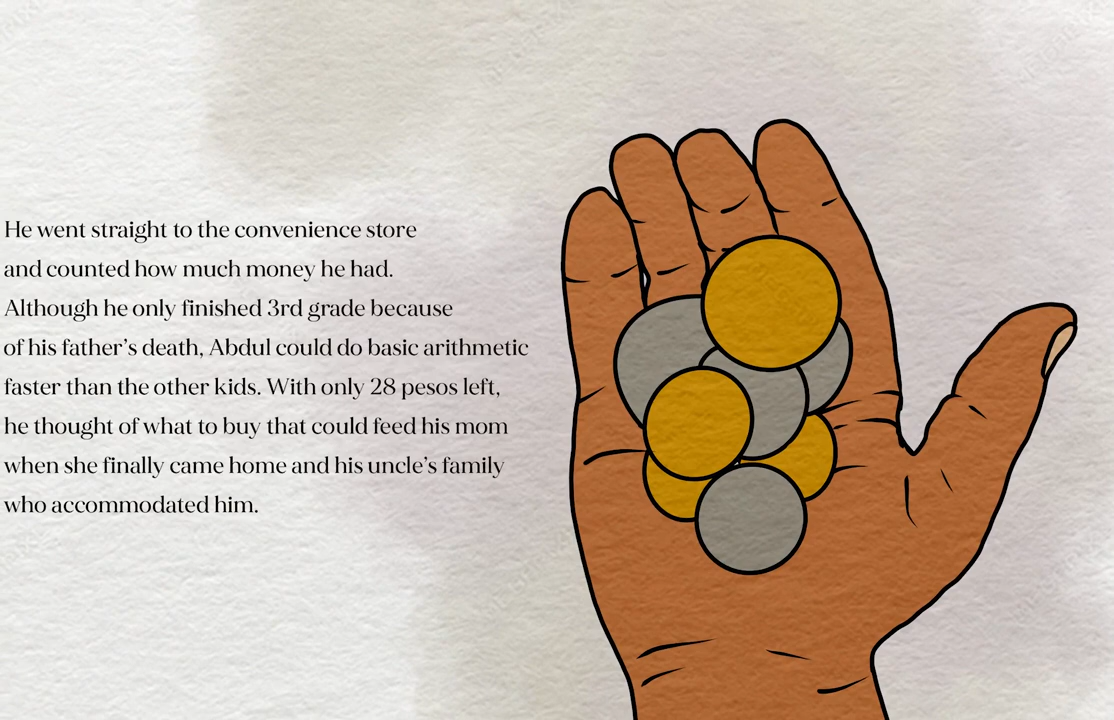 He went straight to the convenience store
and counted how much money he had.
Although he only finished 3rd grade because
of his father’s death, Abdul could do basic arithmetic
faster than the other kids. With only 28 pesos left,
he thought of what to buy that could feed his mom
when she finally came home and his uncle’s family
who accommodated him.